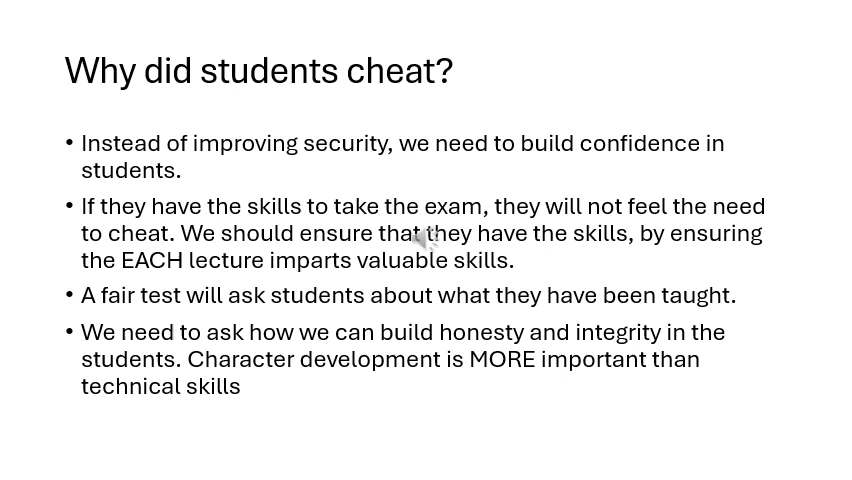 Why did students cheat?
• Instead of improving security, we need to build confidence in
students.
• If they have the skills to take the exam, they will not feel the need
to cheat. We should ensure that they have the skills, by ensuring
the EACH lecture imparts valuable skills.
• A fair test will ask students about what they have been taught.
• We need to ask how we can build honesty and integrity in the
students. Character development is MORE important than
technical skills